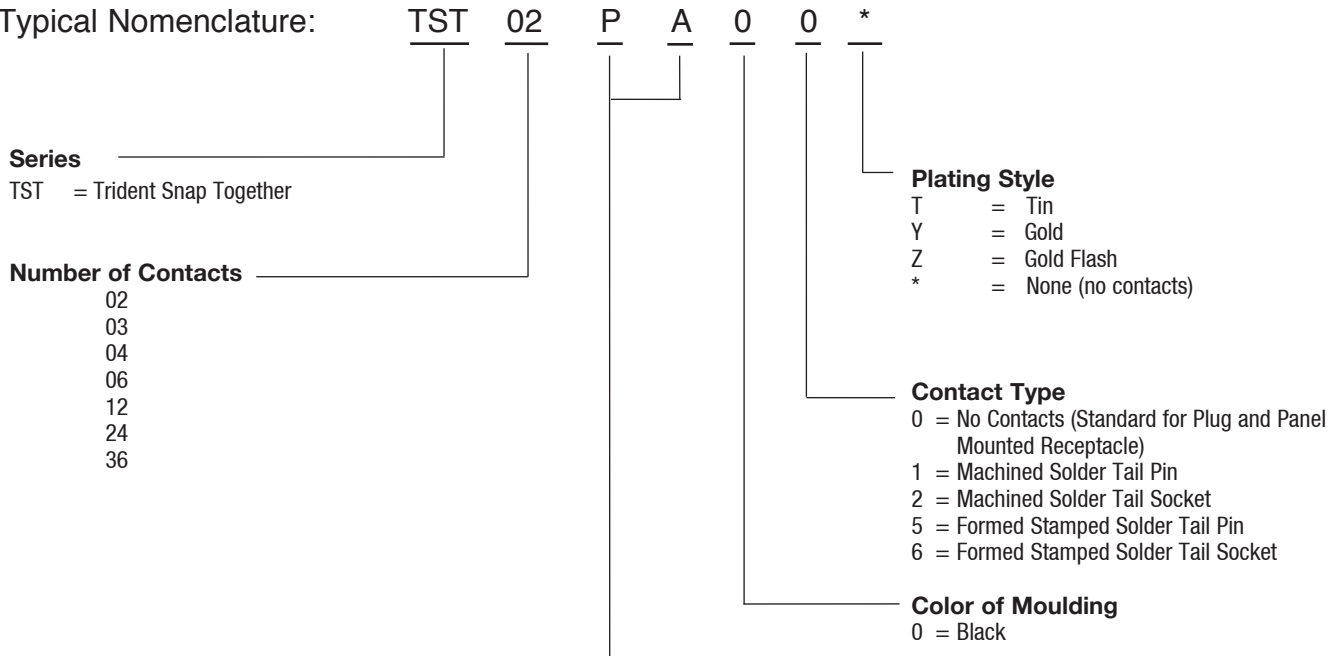 Typical Nomenclature: TST 02 P A 0 0 *
Series
TST = Trident Snap Together
Number of Contacts
02
03
04
06
12
24
36
Plating Style
T = Tin
Y = Gold
Z = Gold Flash
* = None (no contacts)
Contact Type
0 = No Contacts (Standard for Plug and Panel
Mounted Receptacle)
1 = Machined Solder Tail Pin
2 = Machined Solder Tail Socket
5 = Formed Stamped Solder Tail Pin
6 = Formed Stamped Solder Tail Socket
Color of Moulding
0 = Black